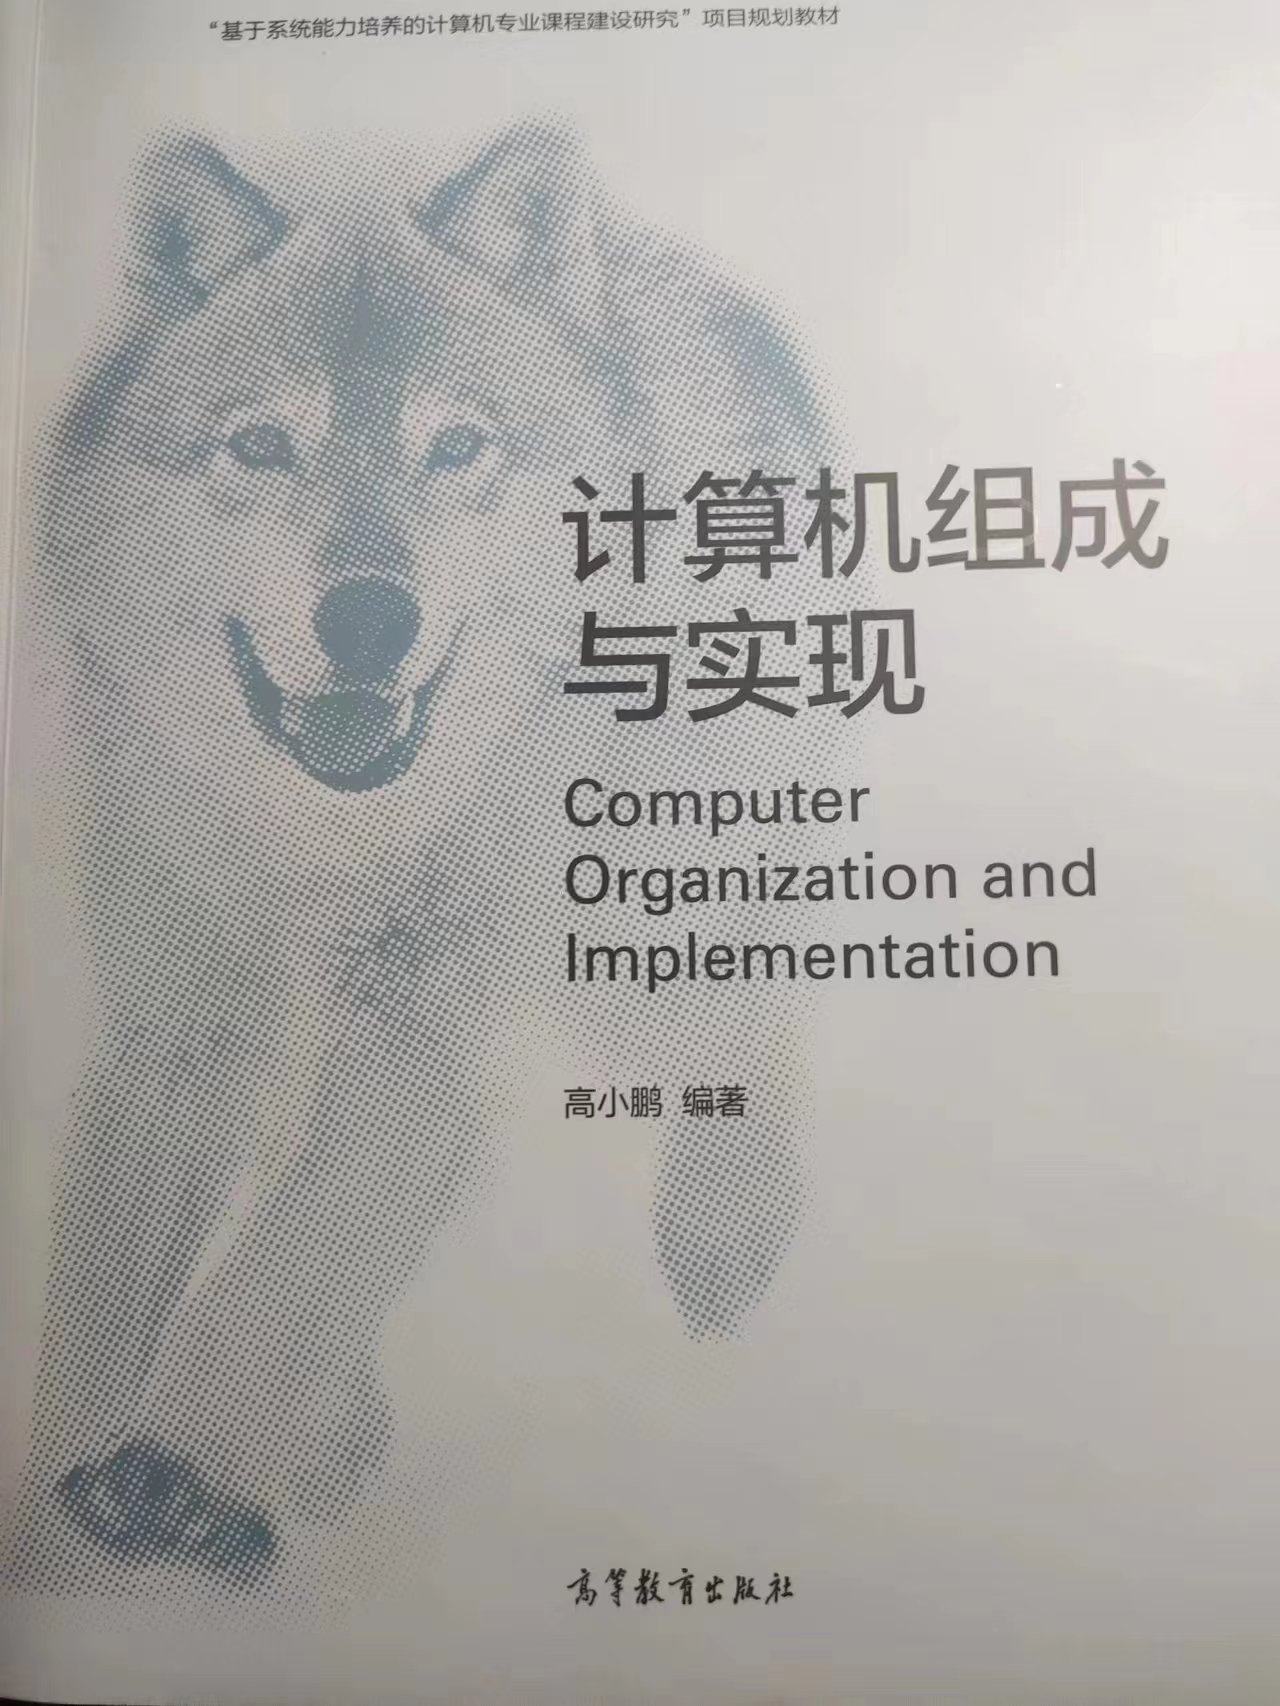 “基于系统能力培养的计算机专业课程建设研究”项目规划教材
计算机组成
与实现
Computer
Organization and
Implementation
高小鹏 编著
高等教育出版社